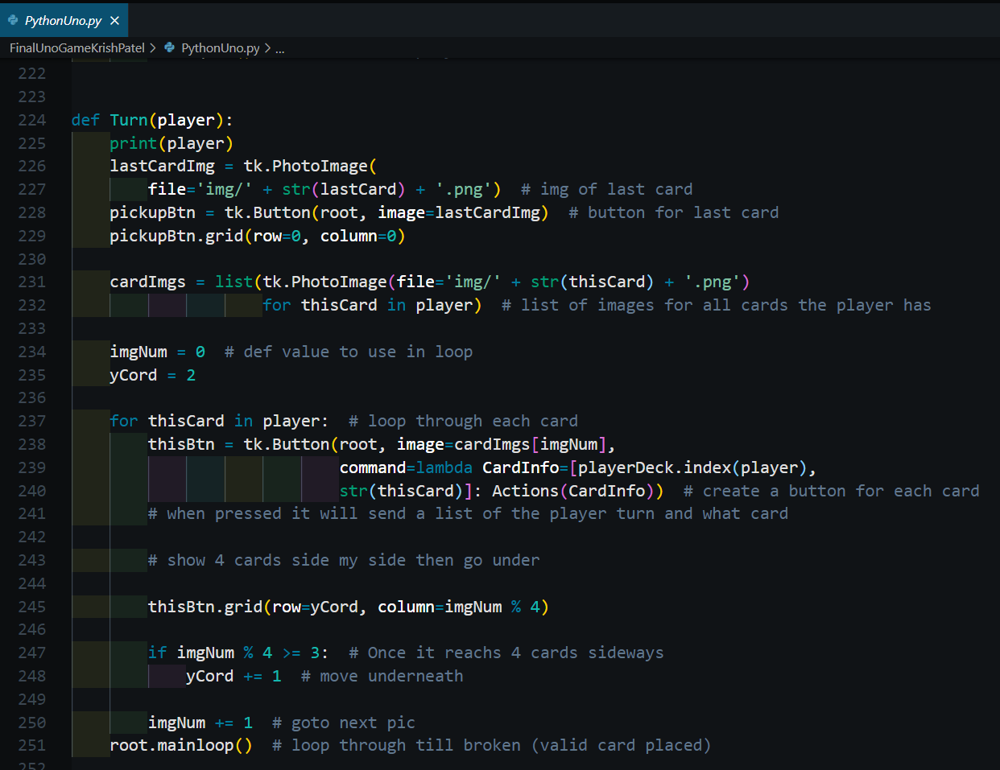 PythonUno.py ×
FinalUnoGameKrishPatel > PythonUno.py > ...
222
223
224 def Turn(player):
225     print(player)
226     lastCardImg = tk.PhotoImage(
227         file='img/' + str(lastCard) + '.png')  # img of last card
228     pickupBtn = tk.Button(root, image=lastCardImg)  # button for last card
229     pickupBtn.grid(row=0, column=0)
230
231     cardImgs = list(tk.PhotoImage(file='img/' + str(thisCard) + '.png')
232                     for thisCard in player)  # list of images for all cards the player has
233
234     imgNum = 0  # def value to use in loop
235     yCord = 2
236
237     for thisCard in player:  # loop through each card
238         thisBtn = tk.Button(root, image=cardImgs[imgNum],
239                             command=lambda CardInfo=[playerDeck.index(player),
240                             str(thisCard)]: Actions(CardInfo))  # create a button for each card
241         # when pressed it will send a list of the player turn and what card
242
243         # show 4 cards side my side then go under
244
245         thisBtn.grid(row=yCord, column=imgNum % 4)
246
247         if imgNum % 4 >= 3:  # Once it reachs 4 cards sideways
248             yCord += 1  # move underneath
249
250         imgNum += 1  # goto next pic
251     root.mainloop()  # loop through till broken (valid card placed)
252